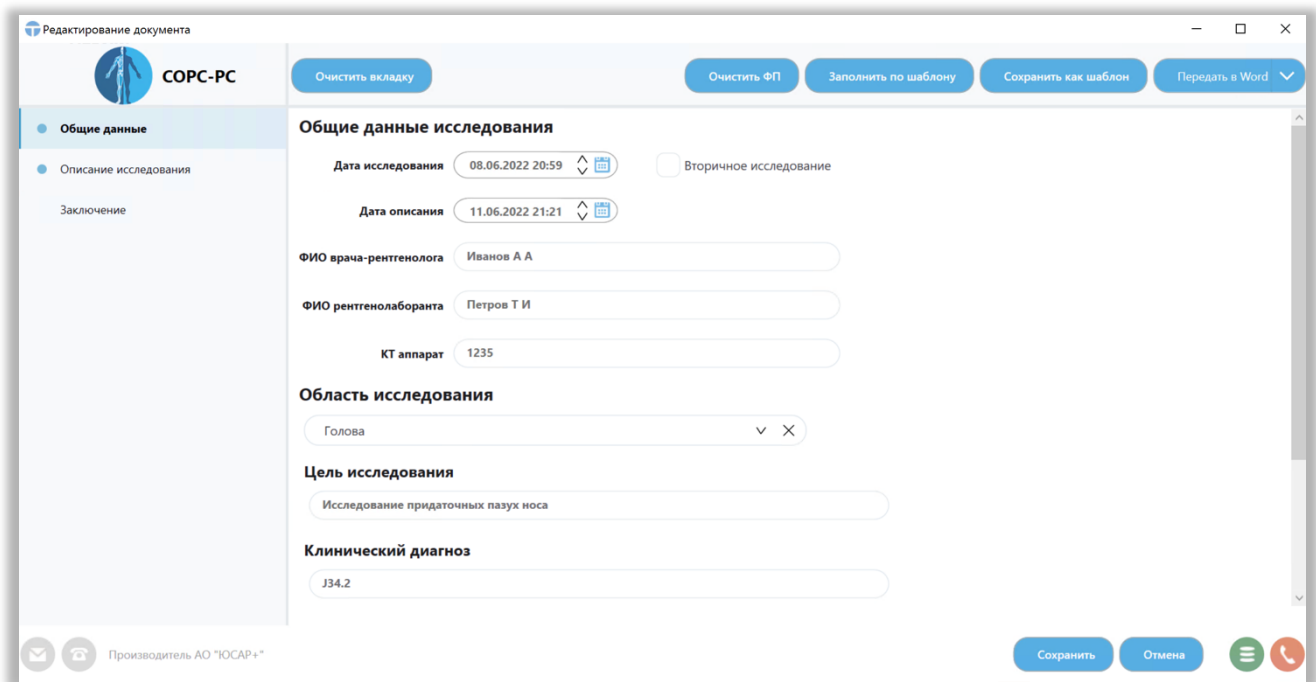 Редактирование документа
СОРС-РС
Очистить вкладку
Очистить ФП
Заполнить по шаблону
Сохранить как шаблон
Передать в Word
Общие данные
Описание исследования
Заключение
Общие данные исследования
Дата исследования 08.06.2022 20:59 Вторичное исследование
Дата описания 11.06.2022 21:21
ФИО врача-рентгенолога Иванов А А
ФИО рентгенолаборанта Петров Т И
КТ аппарат 1235
Область исследования
Голова
Цель исследования
Исследование придаточных пазух носа
Клинический диагноз
J34.2
Производитель АО "ЮСАР+"
Сохранить
Отмена